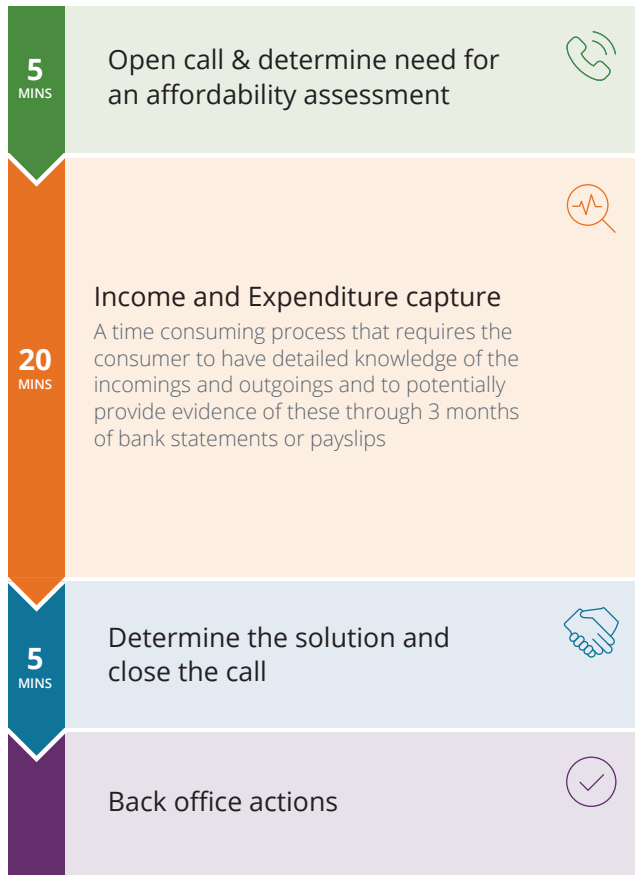 5
MINS
Open call & determine need for
an affordability assessment
20
MINS
Income and Expenditure capture
A time consuming process that requires the
consumer to have detailed knowledge of the
incomings and outgoings and to potentially
provide evidence of these through 3 months
of bank statements or payslips
5
MINS
Determine the solution and
close the call
Back office actions